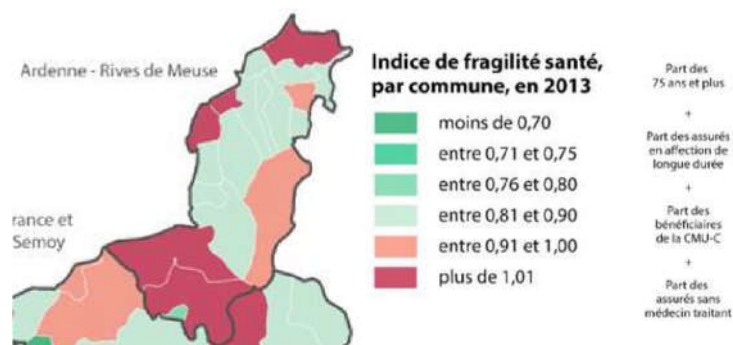 Ardenne - Rives de Meuse
rance et
Semoy
Indice de fragilité santé,
par commune, en 2013
moins de 0,70
entre 0,71 et 0,75
entre 0,76 et 0,80
entre 0,81 et 0,90
entre 0,91 et 1,00
plus de 1,01
Part des
75 ans et plus
+
Part des assurés
en affection de
longue durée
+
Part des
bénéficiaires
de la CMU-C
+
Part des
assurés sans
médecin traitant